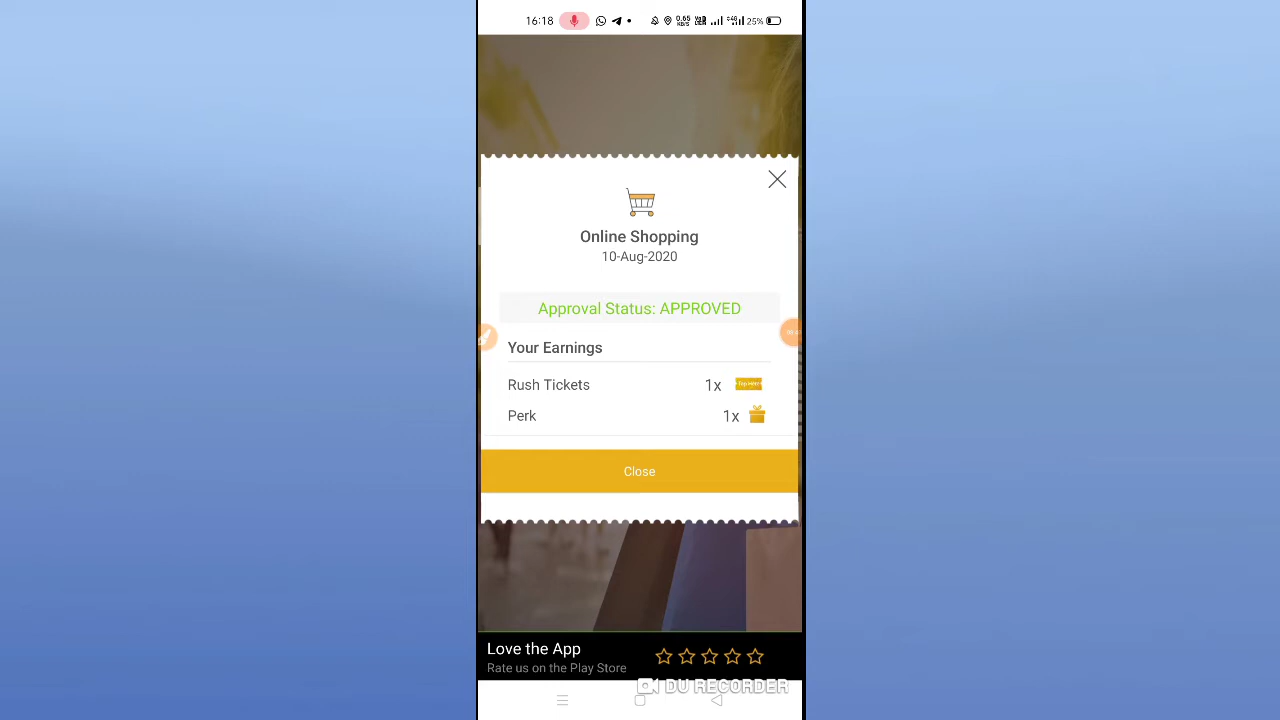 16:18
25%
Online Shopping
10-Aug-2020
Approval Status: APPROVED
Your Earnings
Rush Tickets 1x
Perk 1x
Close
Love the App
Rate us on the Play Store
DU RECORDER